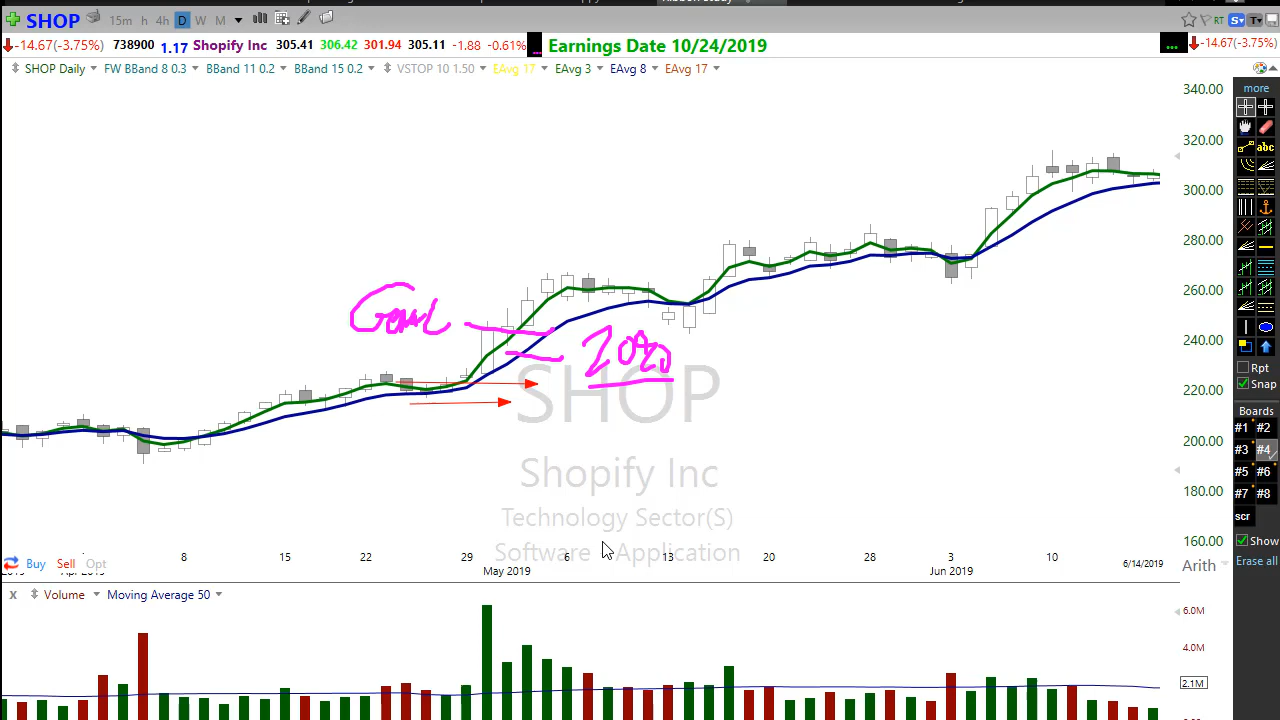 SHOP 15m h 4h D W M
RT S T
-14.67 (-3.75%) 738900 1.17 Shopify Inc 305.41 306.42 301.94 305.11 -1.88 -0.61% ... Earnings Date 10/24/2019 ... -14.67 (-3.75%)
SHOP Daily FW BBand 8 0.3 BBand 11 0.2 BBand 15 0.2 VSTOP 10 1.50 EAvg 17 EAvg 3 EAvg 8 EAvg 17
more
abc
340.00
320.00
300.00
280.00
260.00
240.00
220.00
200.00
180.00
160.00
Goal
SHOP
Shopify Inc
Technology Sector(S)
Software Application
Rpt
Snap
Boards
#1 #2
#3 #4
#5 #6
#7 #8
scr
Show
Erase all
Buy Sell Opt
8 15 22 29 6 13 20 28 3 10
Apr 2019 May 2019 Jun 2019 6/14/2019
Arith
x Volume Moving Average 50
6.0M
4.0M
2.1M